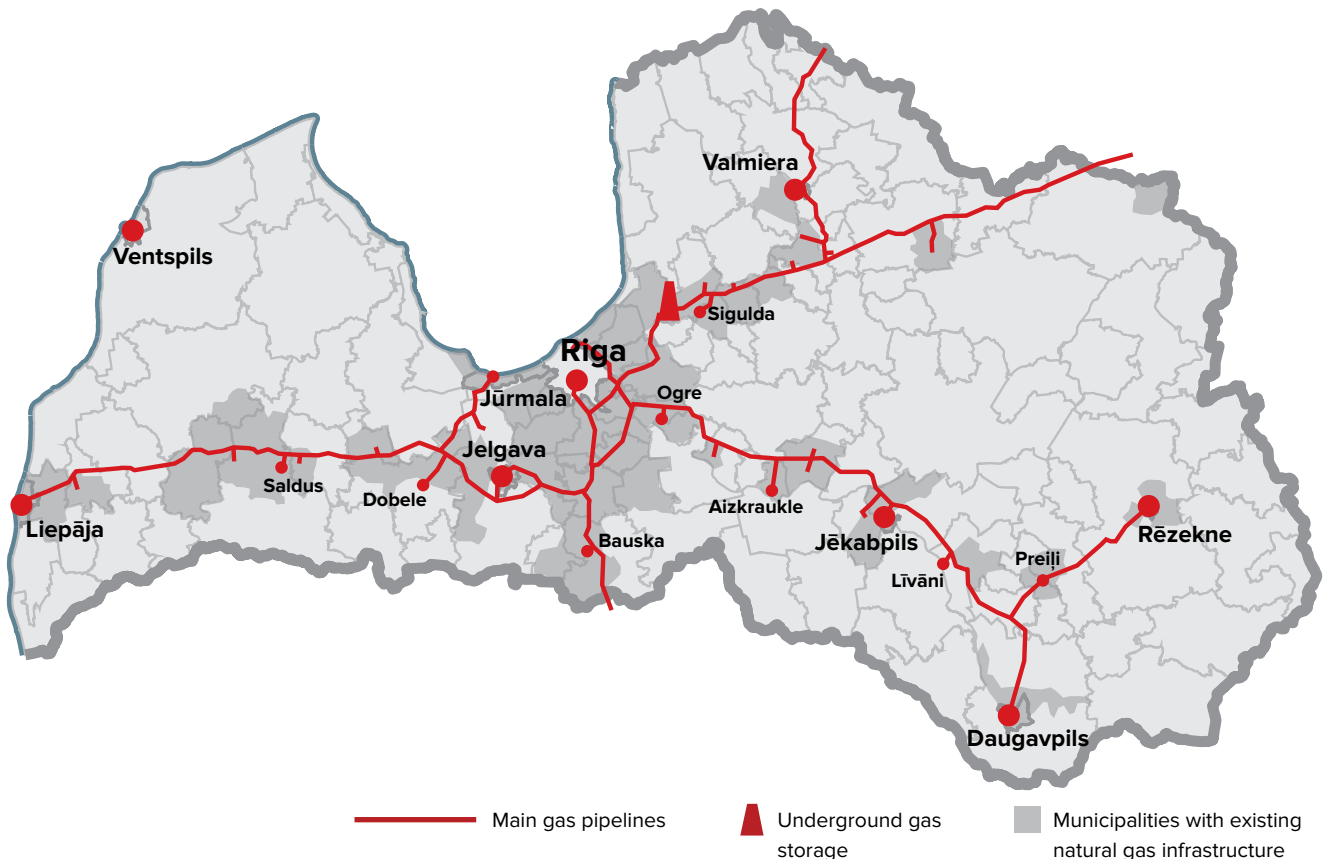 Valmiera
Ventspils
Sigulda
Riga
Ogre
Jūrmala
Jelgava
Saldus
Dobele
Aizkraukle
Liepāja
Bauska
Jēkabpils
Rēzekne
Preiļi
Līvāni
Daugavpils
Main gas pipelines
Underground gas
storage
Municipalities with existing
natural gas infrastructure